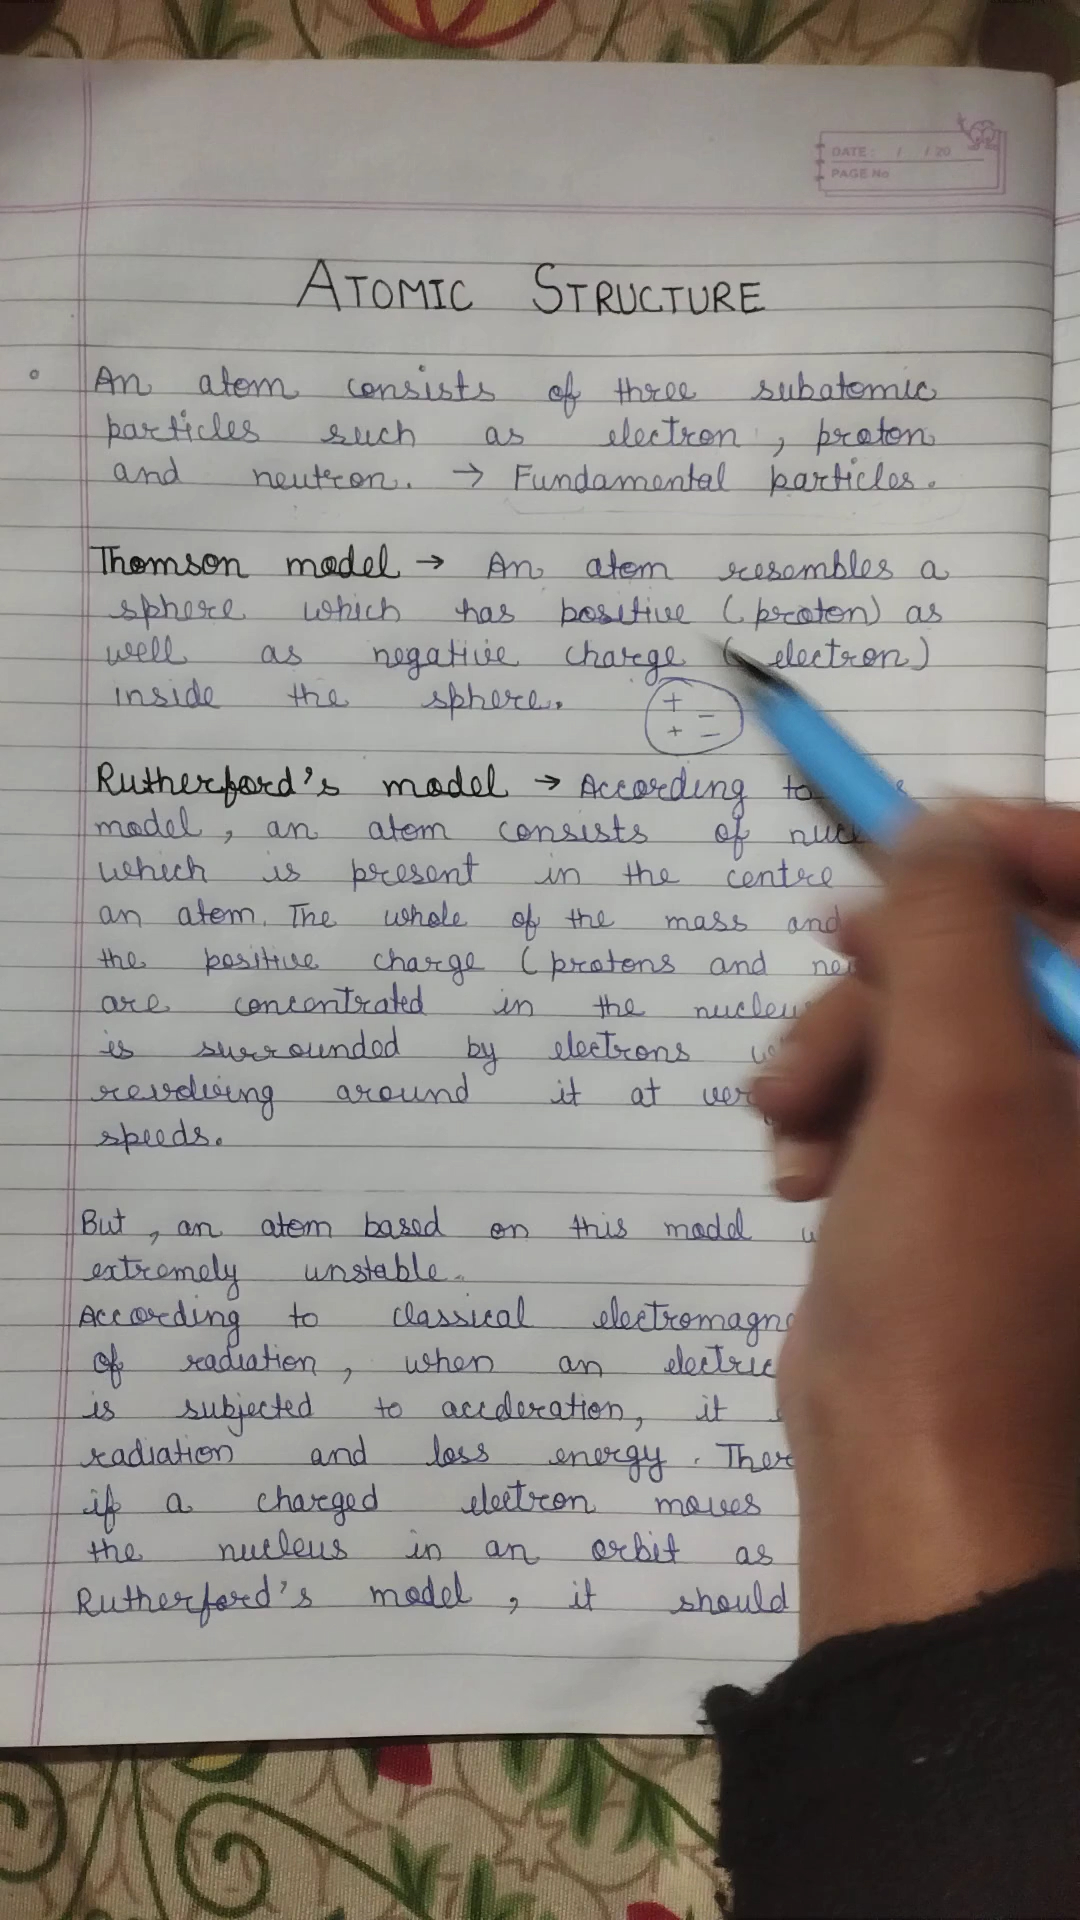 DATE: / / 20
PAGE No
ATOMIC STRUCTURE
An atom consists of three subatomic
particles such as electron, proton
and neutron. → Fundamental particles.
Thomson model → An atom resembles a
sphere which has positive (proton) as
well as negative charge (electron)
inside the sphere.
+ -
+ -
Rutherford's model → According to
model, an atom consists of
which is present in the centre
an atom. The whole of the mass and
the positive charge (protons and
are concentrated in the
is surrounded by electrons
revolving around it at
speeds.
But, an atom based on this model
extremely unstable.
According to classical
of radiation, when an
is subjected to acceleration, it
radiation and loss energy.
if a charged electron moves
the nucleus in an orbit as
Rutherford's model, it should